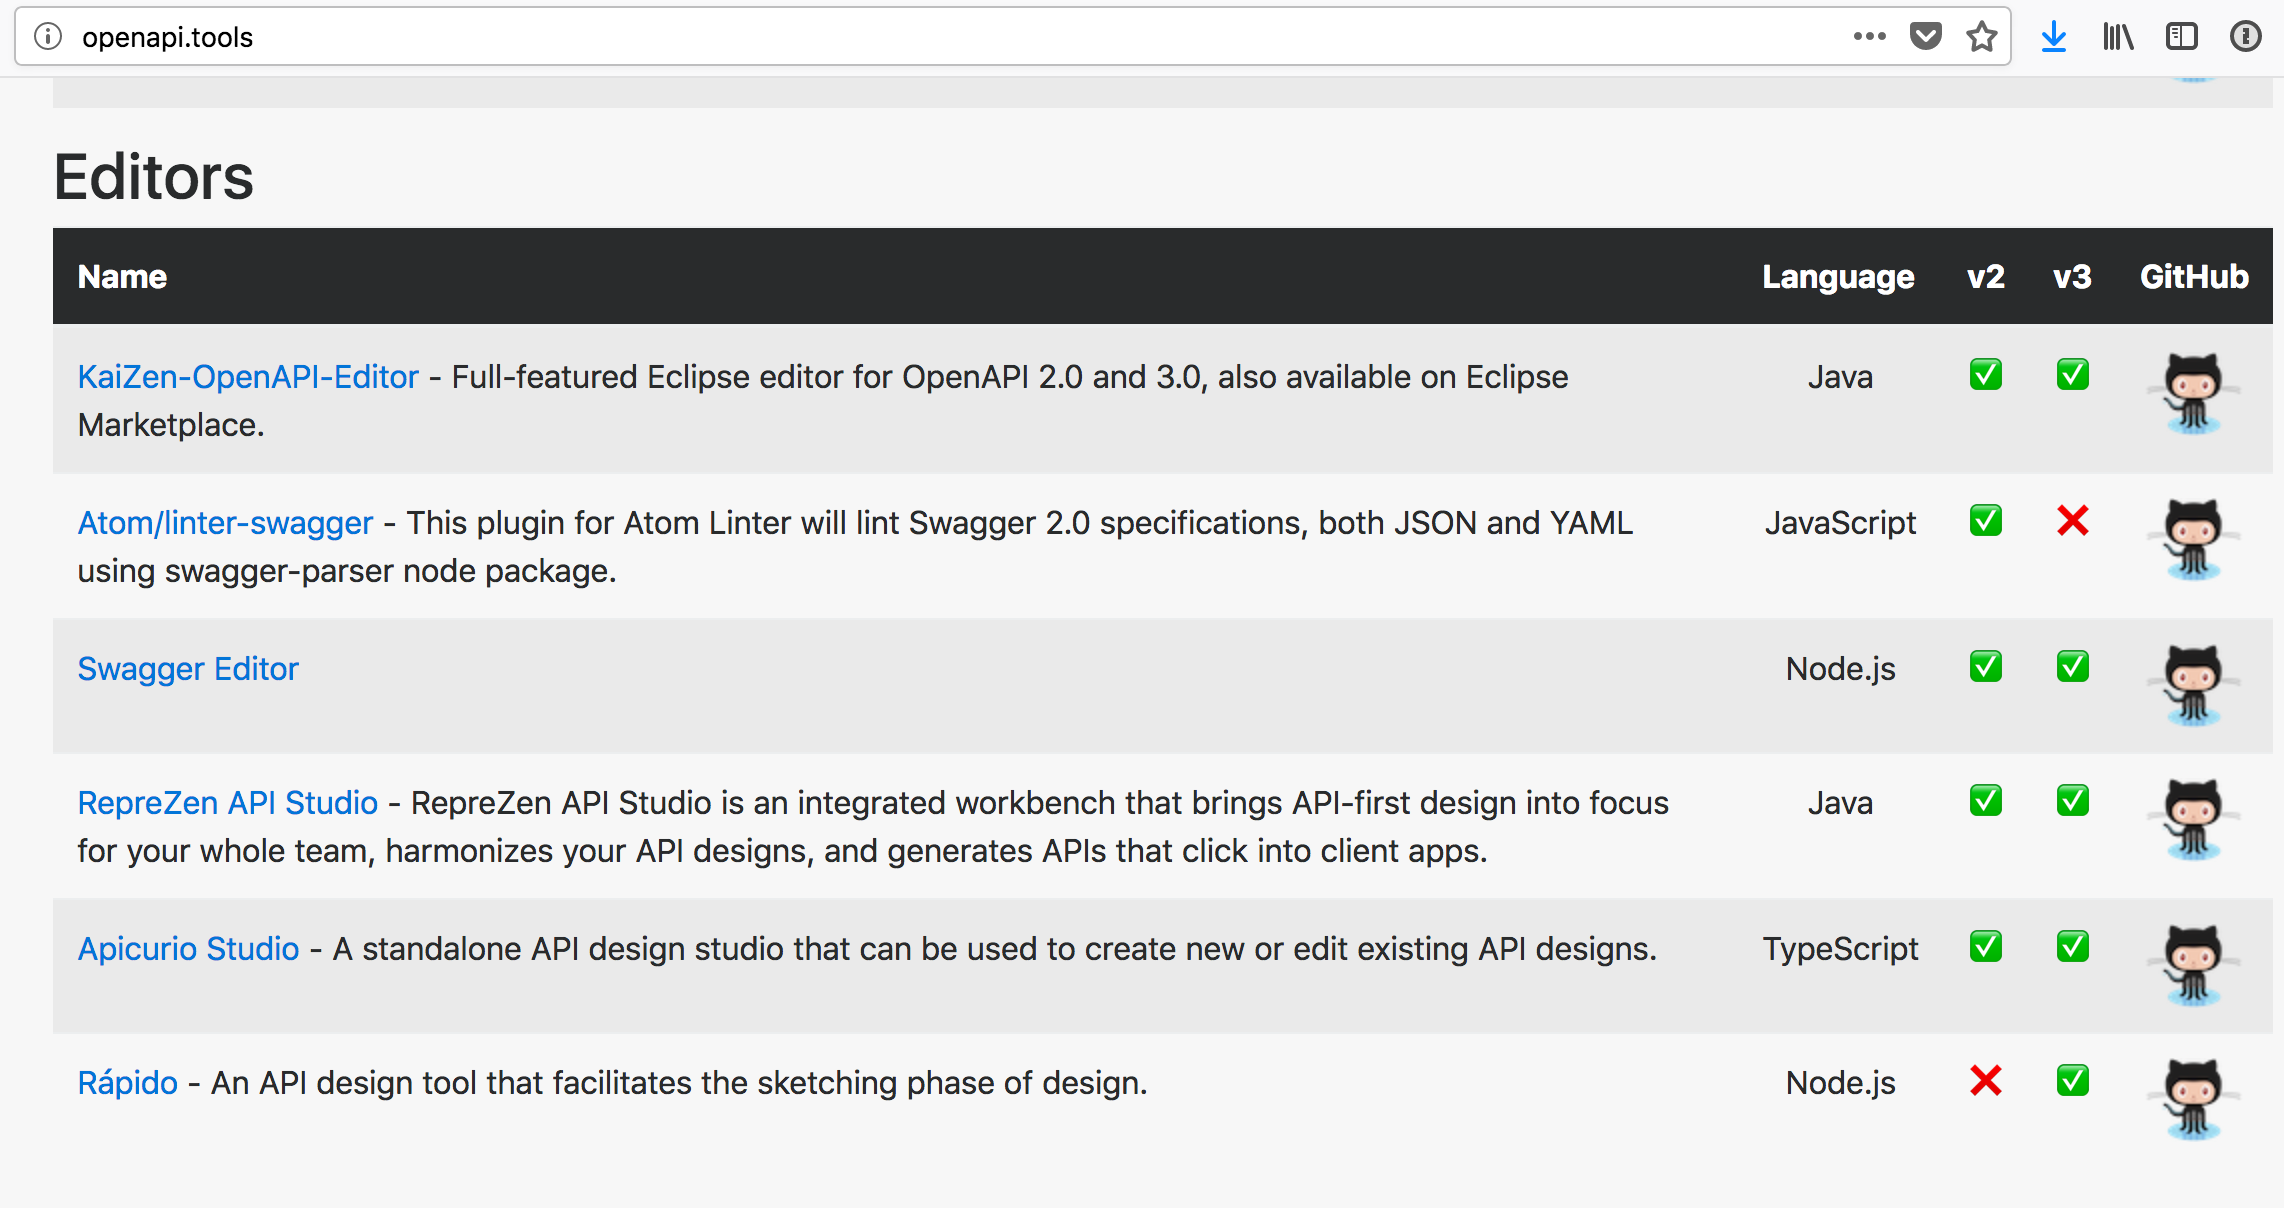 openapi.tools
Editors
Name Language v2 v3 GitHub
KaiZen-OpenAPI-Editor - Full-featured Eclipse editor for OpenAPI 2.0 and 3.0, also available on Eclipse Java ✅ ✅
Marketplace.
Atom/linter-swagger - This plugin for Atom Linter will lint Swagger 2.0 specifications, both JSON and YAML JavaScript ✅ ❌
using swagger-parser node package.
Swagger Editor Node.js ✅ ✅
RepreZen API Studio - RepreZen API Studio is an integrated workbench that brings API-first design into focus Java ✅ ✅
for your whole team, harmonizes your API designs, and generates APIs that click into client apps.
Apicurio Studio - A standalone API design studio that can be used to create new or edit existing API designs. TypeScript ✅ ✅
Rápido - An API design tool that facilitates the sketching phase of design. Node.js ❌ ✅